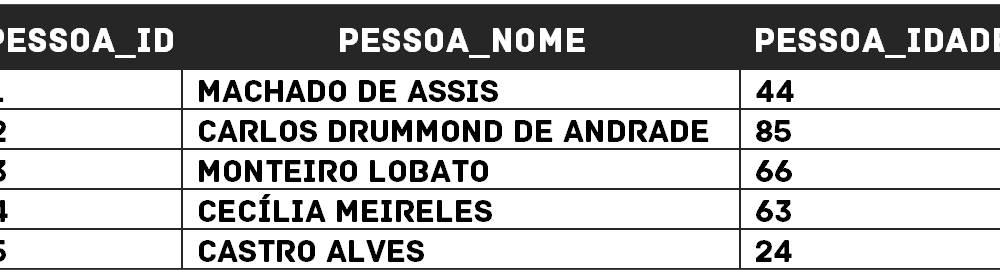 PESSOA_ID PESSOA_NOME PESSOA_IDADE
1 MACHADO DE ASSIS 44
2 CARLOS DRUMMOND DE ANDRADE 85
3 MONTEIRO LOBATO 66
4 CECÍLIA MEIRELES 63
5 CASTRO ALVES 24